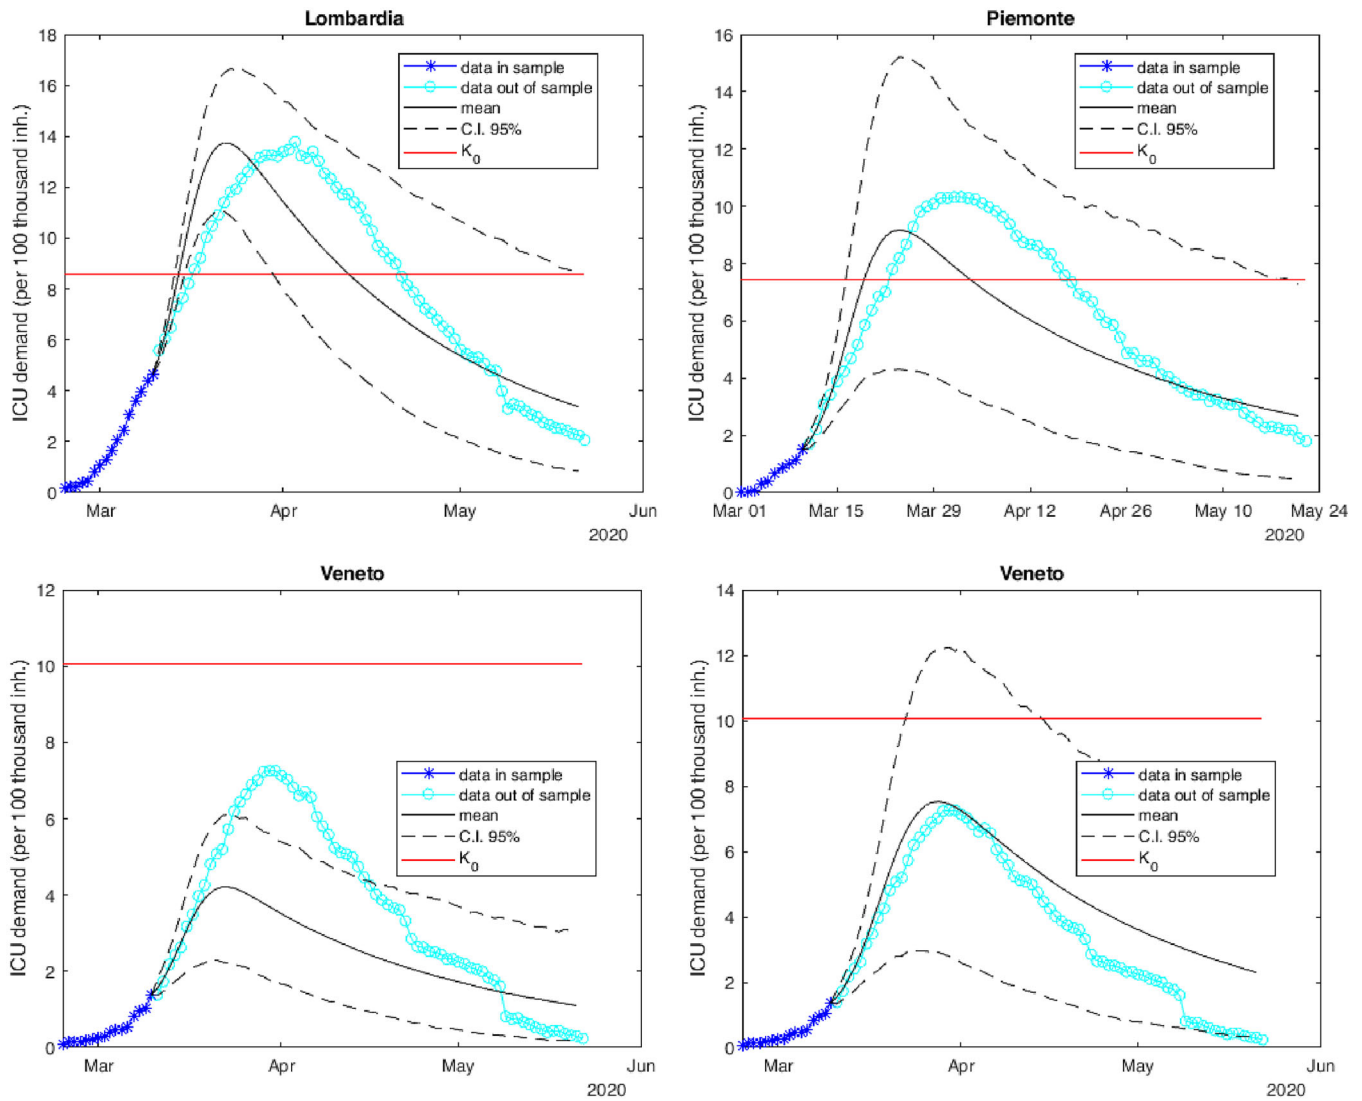 Lombardia
ICU demand (per 100 thousand inh.)
18
16
14
12
10
8
6
4
2
0
data in sample
data out of sample
mean
C.I. 95%
K0
Mar
Apr
May
Jun
2020
Piemonte
ICU demand (per 100 thousand inh.)
16
14
12
10
8
6
4
2
0
data in sample
data out of sample
mean
C.I. 95%
K0
Mar 01
Mar 15
Mar 29
Apr 12
Apr 26
May 10
May 24
2020
Veneto
ICU demand (per 100 thousand inh.)
12
10
8
6
4
2
0
data in sample
data out of sample
mean
C.I. 95%
K0
Mar
Apr
May
Jun
2020
Veneto
ICU demand (per 100 thousand inh.)
14
12
10
8
6
4
2
0
data in sample
data out of sample
mean
C.I. 95%
K0
Mar
Apr
May
Jun
2020